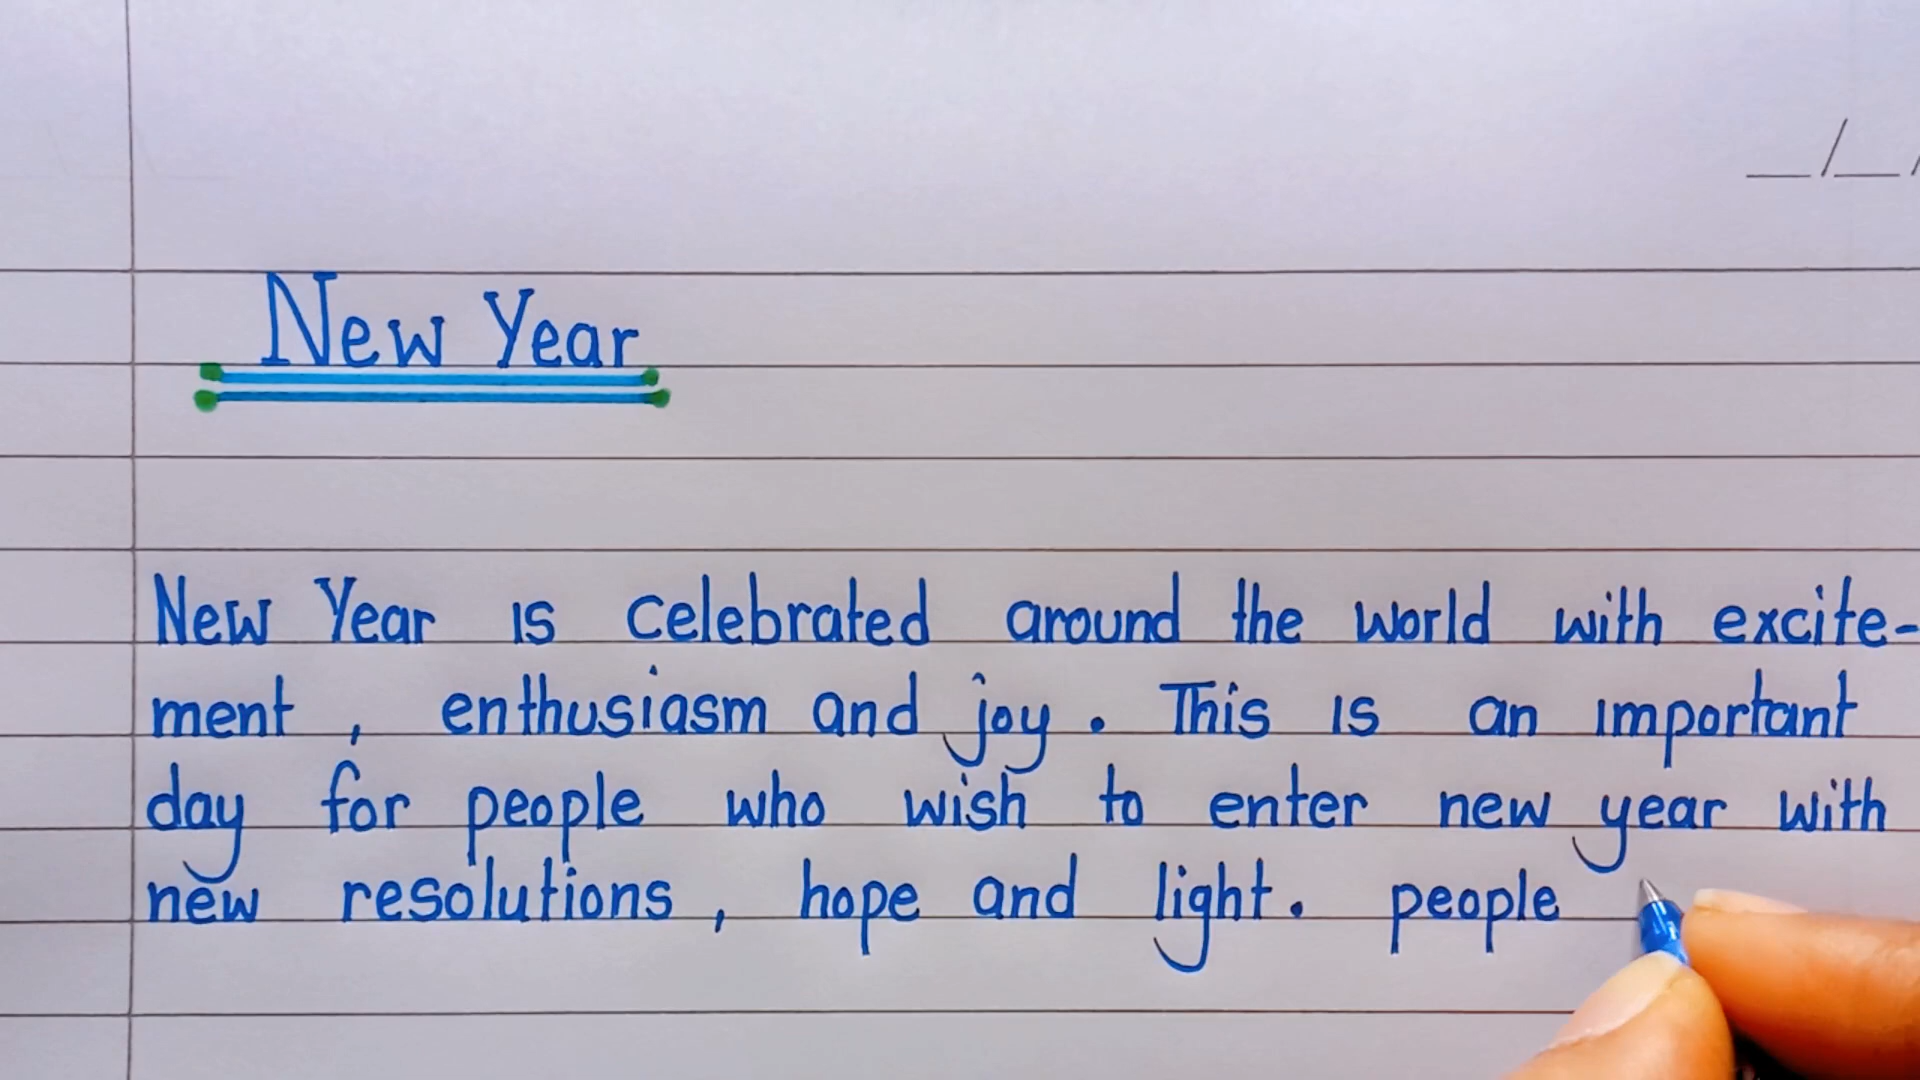 New Year
New Year is celebrated around the world with excite-
ment, enthusiasm and joy. This is an important
day for people who wish to enter new year with
new resolutions, hope and light. people